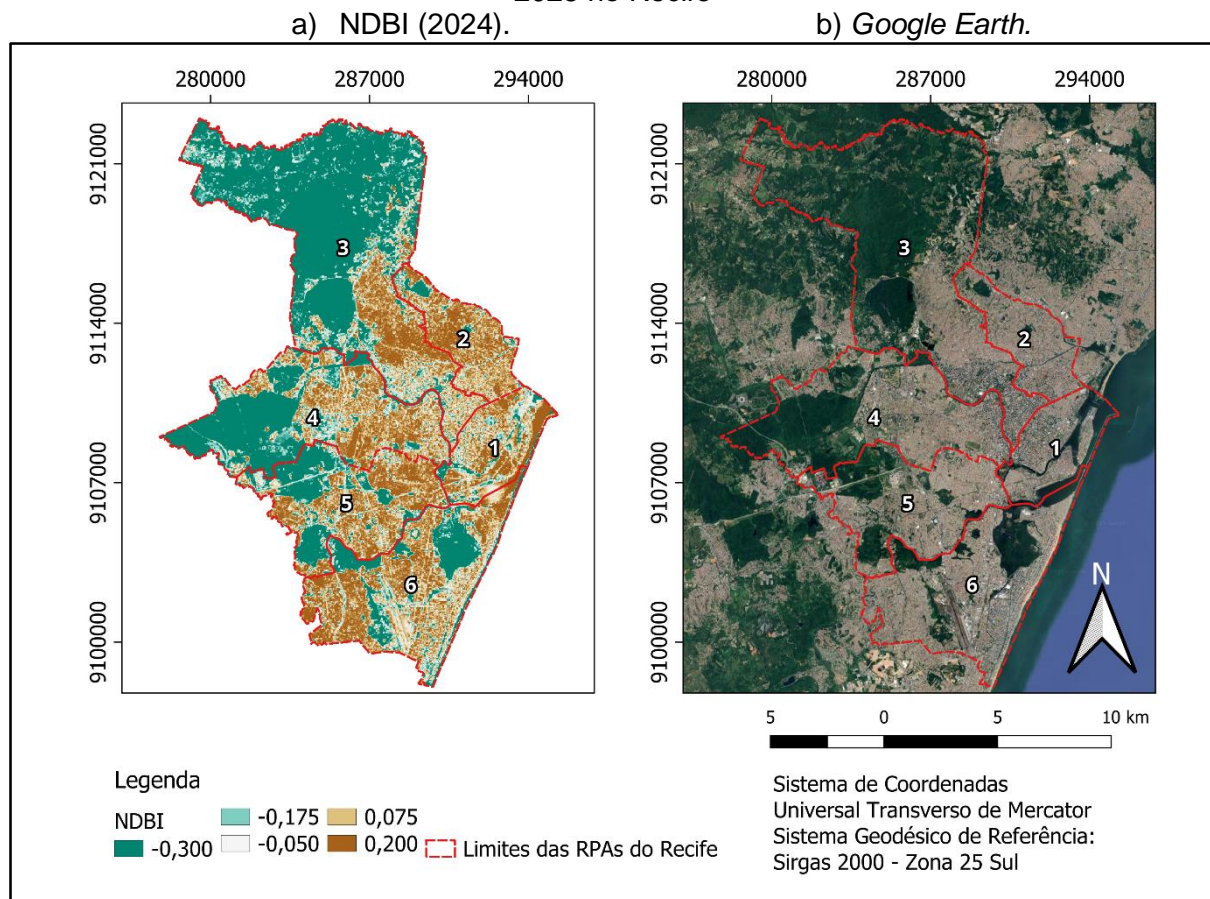 a) NDBI (2024).
b) Google Earth.
280000 287000 294000
280000 287000 294000
9121000
9114000
9107000
9100000
3
2
4
1
5
6
9121000
9114000
9107000
9100000
3
2
4
1
5
6
N
5 0 5 10 km
Legenda
NDBI
-0,300
-0,175
-0,050
0,075
0,200
Limites das RPAs do Recife
Sistema de Coordenadas
Universal Transverso de Mercator
Sistema Geodésico de Referência:
Sirgas 2000 - Zona 25 Sul